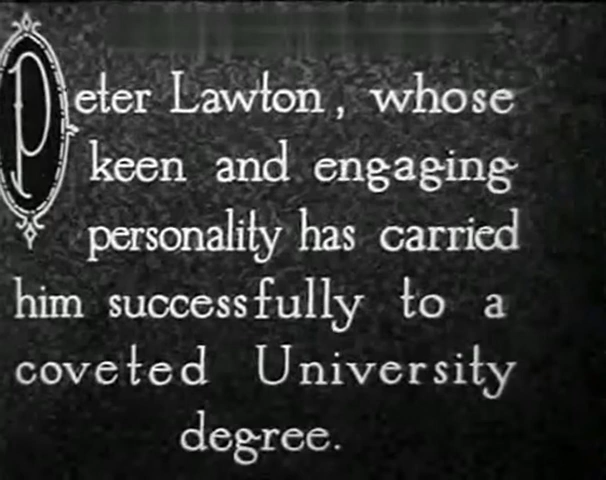 Peter Lawton, whose
keen and engaging
personality has carried
him successfully to a
coveted University
degree.